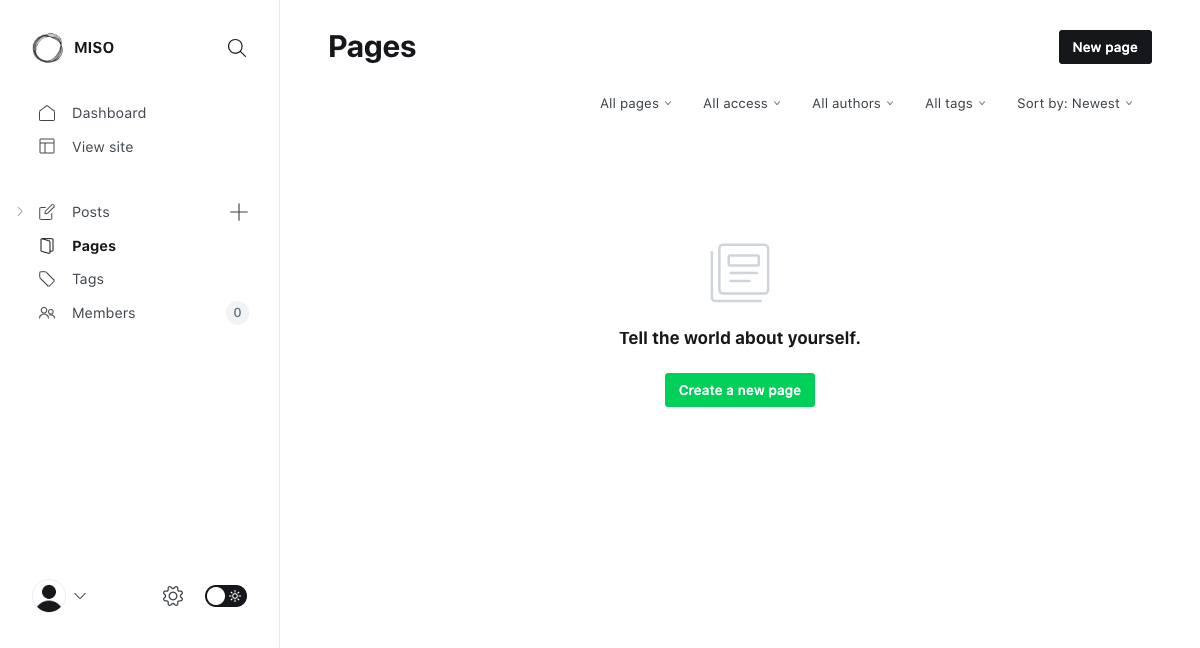 MISO
Dashboard
View site
Posts
Pages
Tags
Members 0
Pages
New page
All pages All access All authors All tags Sort by: Newest
Tell the world about yourself.
Create a new page